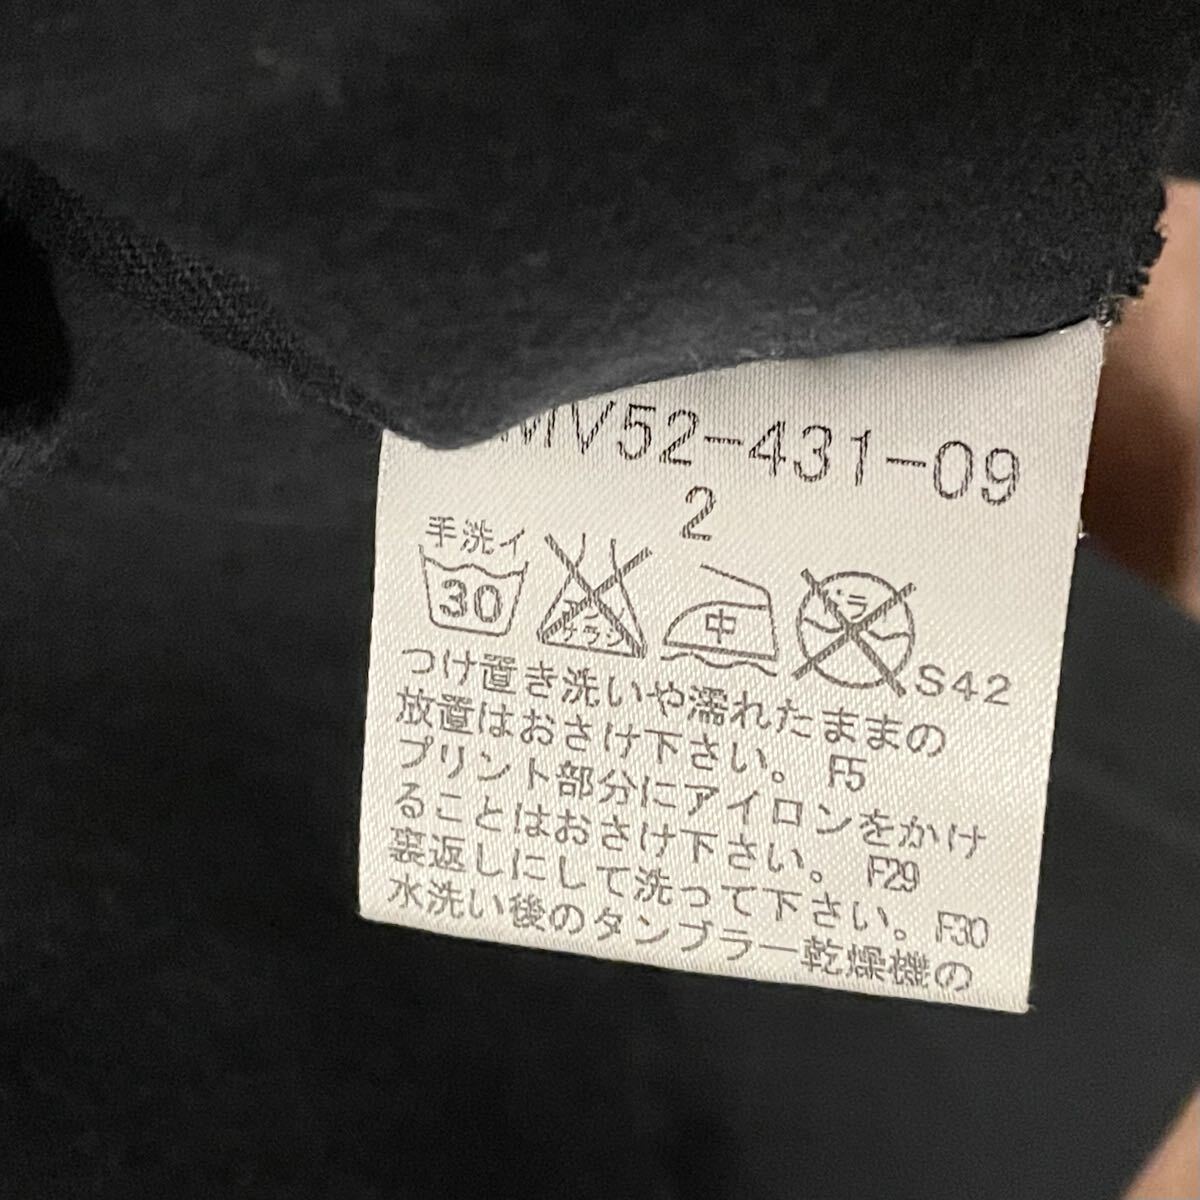 MV52-431-09
2
手洗イ
30
エン
サラシ
中
ドラ
S42
つけ置き洗いや濡れたままの
放置はおさけ下さい。 F5
プリント部分にアイロンをかけ
ることはおさけ下さい。 F29
裏返しにして洗って下さい。F30
水洗い後のタンブラー乾燥機の